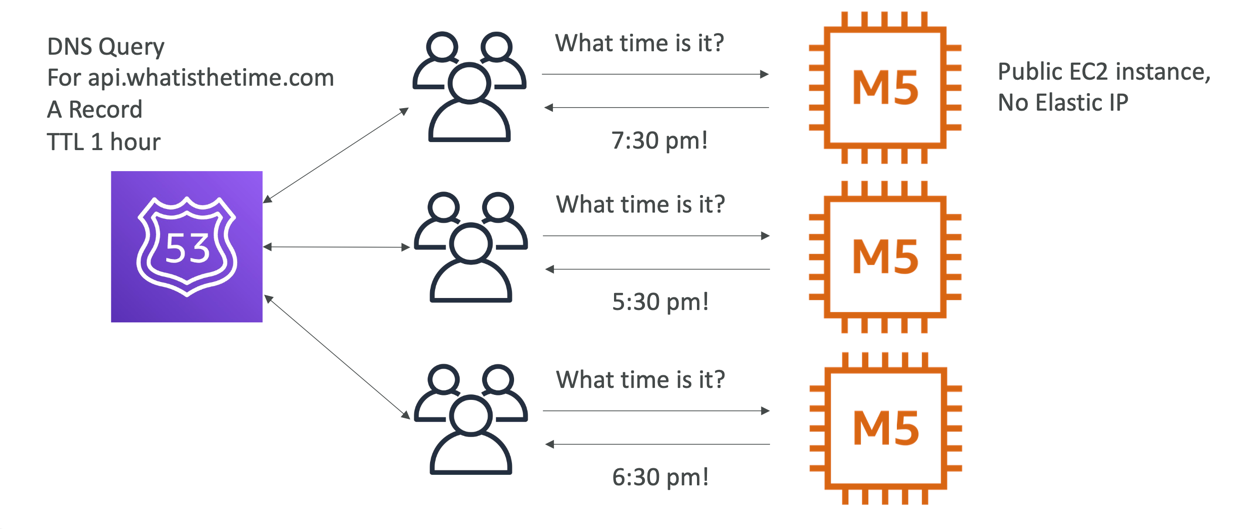 DNS Query
For api.whatisthetime.com
A Record
TTL 1 hour
53
What time is it?
7:30 pm!
M5
Public EC2 instance,
No Elastic IP
What time is it?
5:30 pm!
M5
What time is it?
6:30 pm!
M5